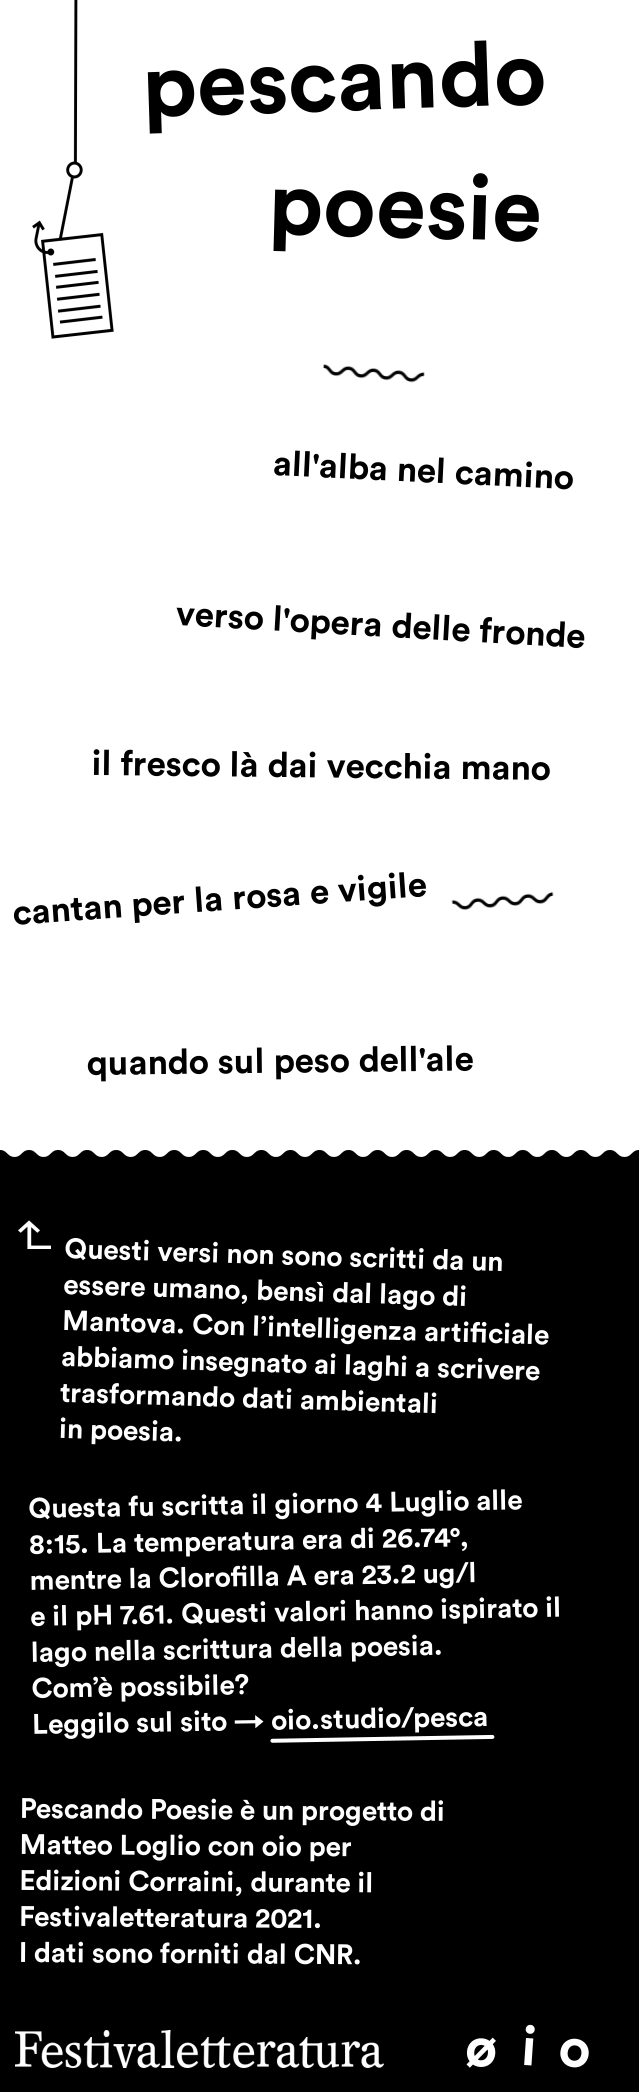 pescando
poesie
all'alba nel camino
verso l'opera delle fronde
il fresco là dai vecchia mano
cantan per la rosa e vigile
quando sul peso dell'ale
Questi versi non sono scritti da un
essere umano, bensì dal lago di
Mantova. Con l’intelligenza artificiale
abbiamo insegnato ai laghi a scrivere
trasformando dati ambientali
in poesia.
Questa fu scritta il giorno 4 Luglio alle
8:15. La temperatura era di 26.74°,
mentre la Clorofilla A era 23.2 ug/l
e il pH 7.61. Questi valori hanno ispirato il
lago nella scrittura della poesia.
Com’è possibile?
Leggilo sul sito → oio.studio/pesca
Pescando Poesie è un progetto di
Matteo Loglio con oio per
Edizioni Corraini, durante il
Festivaletteratura 2021.
I dati sono forniti dal CNR.
Festivaletteratura ø i o